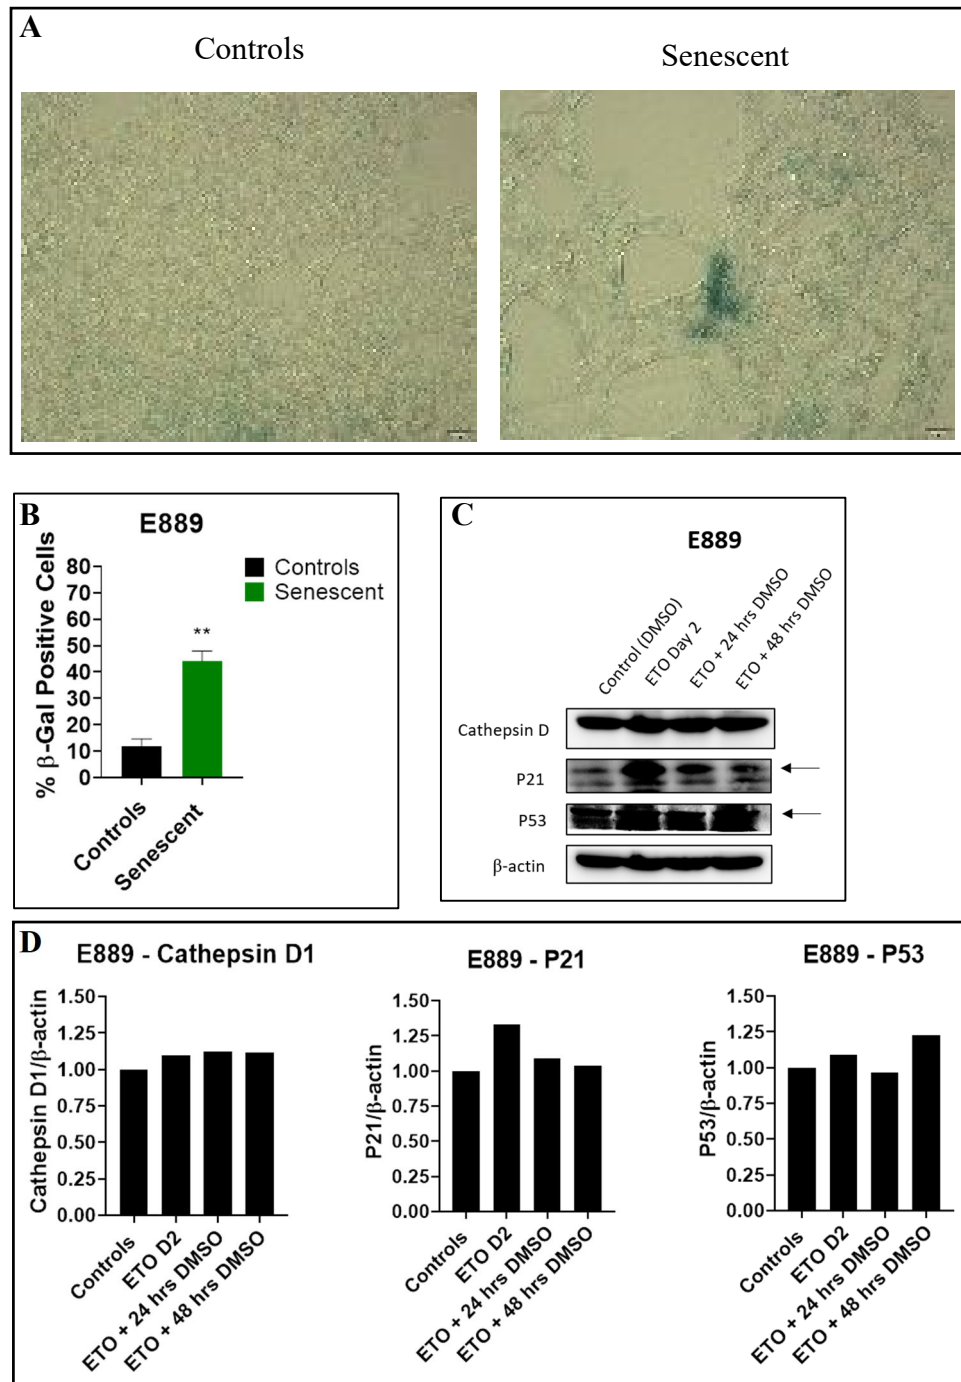 A
Controls
Senescent
B
E889
% β-Gal Positive Cells
80
70
60
50
40
30
20
10
0
**
Controls
Senescent
Controls
Senescent
C
E889
Control (DMSO)
ETO Day 2
ETO + 24 hrs DMSO
ETO + 48 hrs DMSO
Cathepsin D
P21
P53
β-actin
D
E889 - Cathepsin D1
Cathepsin D1/β-actin
1.50
1.25
1.00
0.75
0.50
0.25
0.00
Controls
ETO D2
ETO + 24 hrs DMSO
ETO + 48 hrs DMSO
E889 - P21
P21/β-actin
1.50
1.25
1.00
0.75
0.50
0.25
0.00
Controls
ETO D2
ETO + 24 hrs DMSO
ETO + 48 hrs DMSO
E889 - P53
P53/β-actin
1.50
1.25
1.00
0.75
0.50
0.25
0.00
Controls
ETO D2
ETO + 24 hrs DMSO
ETO + 48 hrs DMSO